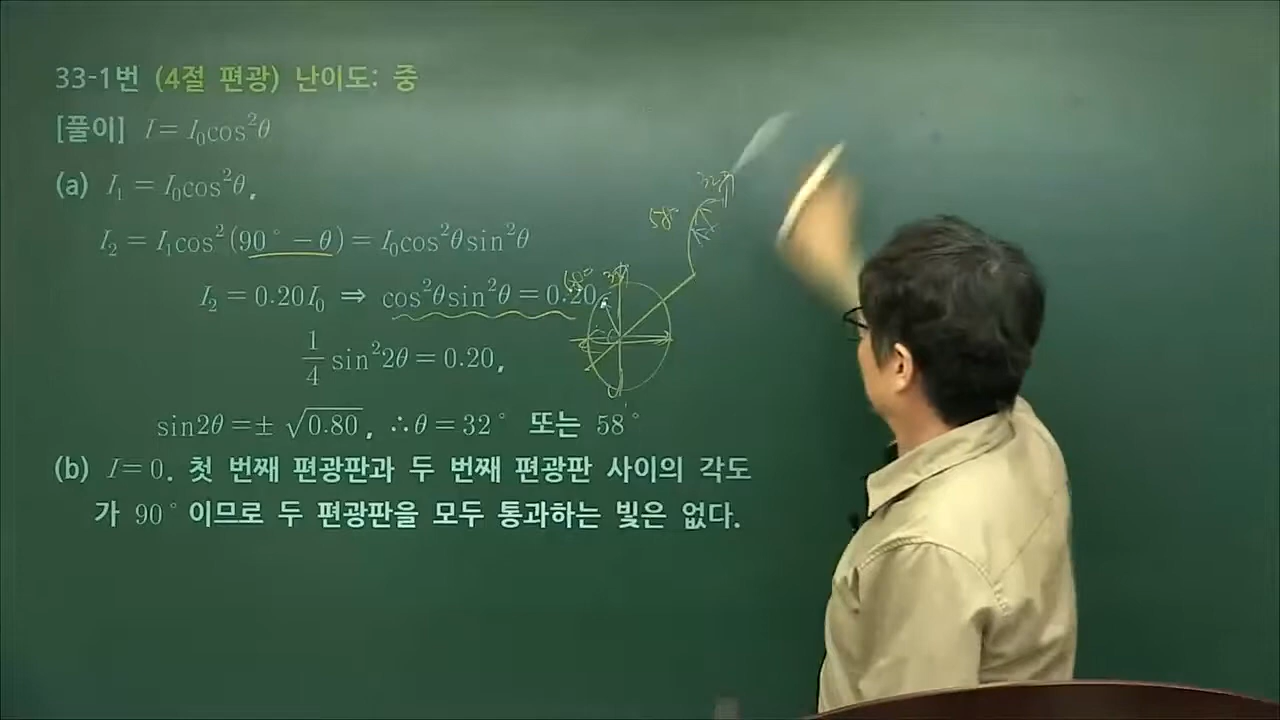 33-1번 (4절 편광) 난이도: 중
[풀이] I = I₀cos²θ
(a) I₁ = I₀cos²θ,
I₂ = I₁cos²(90° − θ) = I₀cos²θsin²θ
I₂ = 0.20I₀ ⇒ cos²θsin²θ = 0.20,
1/4 sin²2θ = 0.20,
sin2θ = ± √0.80, ∴ θ = 32° 또는 58°
(b) I = 0. 첫 번째 편광판과 두 번째 편광판 사이의 각도
가 90°이므로 두 편광판을 모두 통과하는 빛은 없다.
58°